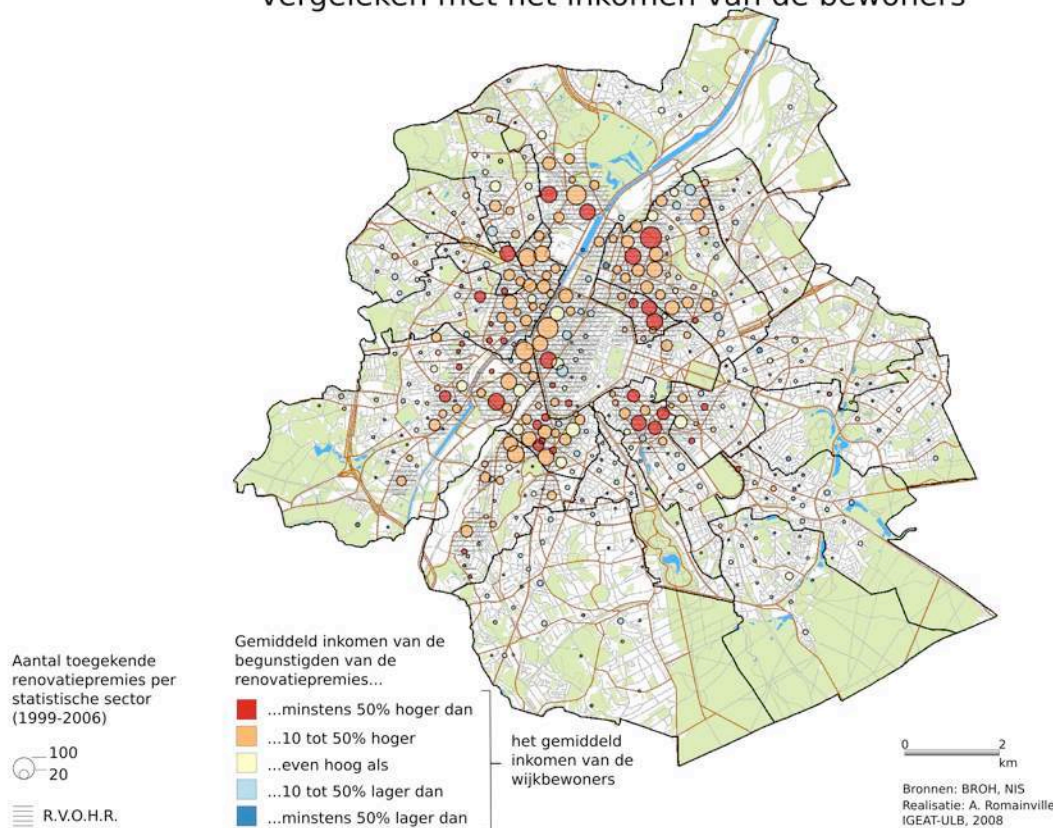 vergeleken met het inkomen van de bewoners
Aantal toegekende
renovatiepremies per
statistische sector
(1999-2006)
100
20
R.V.O.H.R.
Gemiddeld inkomen van de
begunstigden van de
renovatiepremies...
...minstens 50% hoger dan
...10 tot 50% hoger
...even hoog als
...10 tot 50% lager dan
...minstens 50% lager dan
het gemiddeld
inkomen van de
wijkbewoners
0 2
km
Bronnen: BROH, NIS
Realisatie: A. Romainville
IGEAT-ULB, 2008